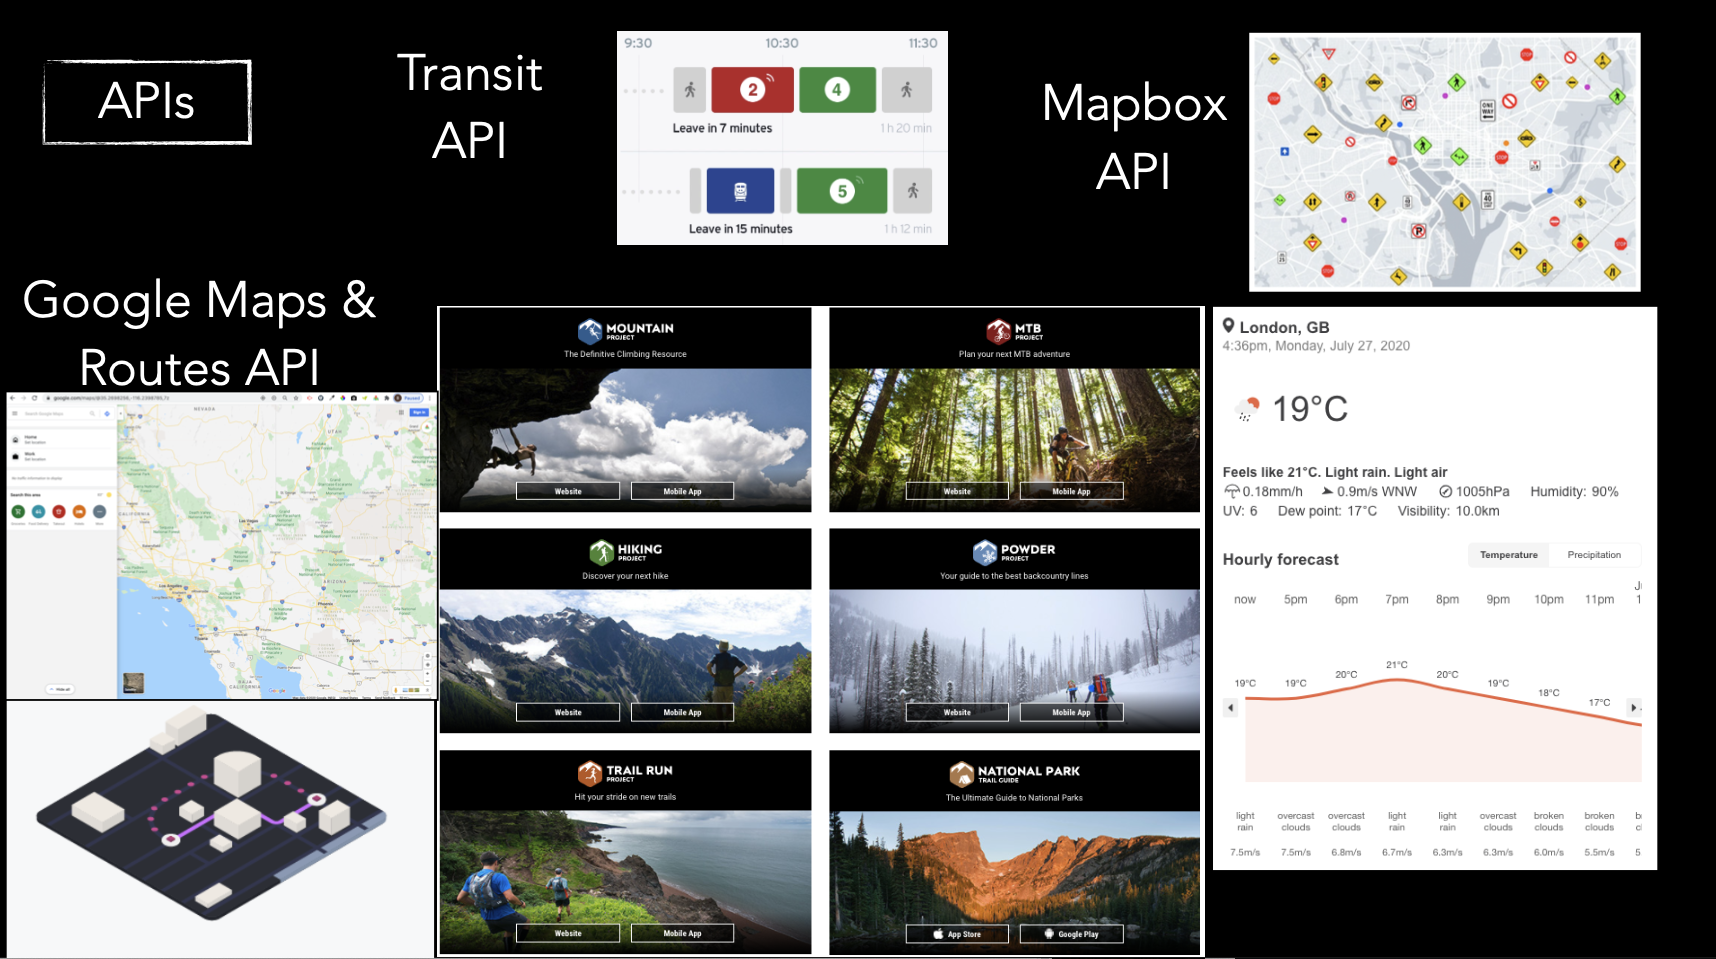 APIs
Transit
API
9:30 10:30 11:30
2 4
Leave in 7 minutes 1 h 20 min
5
Leave in 15 minutes 1 h 12 min
Mapbox
API
Google Maps &
Routes API
MOUNTAIN
PROJECT
The Definitive Climbing Resource
Website Mobile App
MTB
PROJECT
Plan your next MTB adventure
Website Mobile App
HIKING
PROJECT
Discover your next hike
Website Mobile App
POWDER
PROJECT
Your guide to the best backcountry lines
Website Mobile App
TRAIL RUN
PROJECT
Hit your stride on new trails
Website Mobile App
NATIONAL PARK
TRAIL GUIDE
The Ultimate Guide to National Parks
App Store Google Play
London, GB
4:36pm, Monday, July 27, 2020
19°C
Feels like 21°C. Light rain. Light air
0.18mm/h 0.9m/s WNW 1005hPa Humidity: 90%
UV: 6 Dew point: 17°C Visibility: 10.0km
Hourly forecast Temperature Precipitation
now 5pm 6pm 7pm 8pm 9pm 10pm 11pm
19°C 19°C 20°C 21°C 20°C 19°C 18°C 17°C
light overcast overcast light light overcast broken broken
rain clouds clouds rain rain clouds clouds clouds
7.5m/s 7.5m/s 6.8m/s 6.7m/s 6.3m/s 6.3m/s 6.0m/s 5.5m/s 5